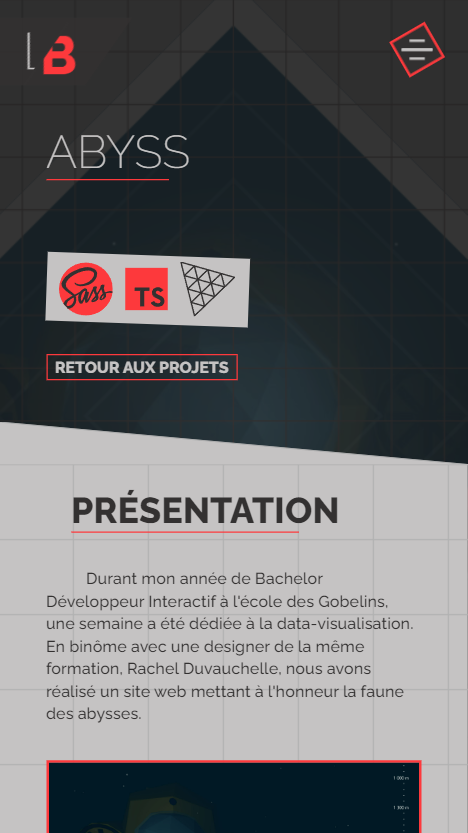 LB
ABYSS
Sass TS
RETOUR AUX PROJETS
PRÉSENTATION
Durant mon année de Bachelor
Développeur Interactif à l'école des Gobelins,
une semaine a été dédiée à la data-visualisation.
En binôme avec une designer de la même
formation, Rachel Duvauchelle, nous avons
réalisé un site web mettant à l'honneur la faune
des abysses.
1 000 m
1 100 m